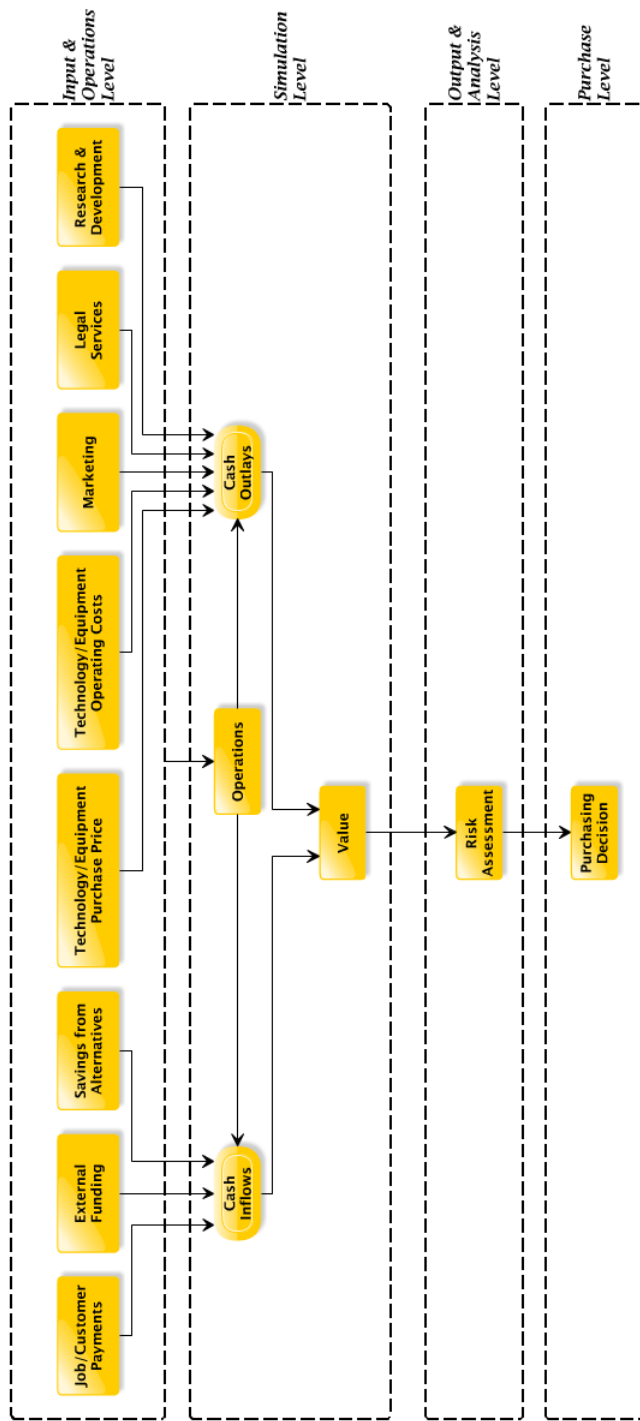 Job/Customer
Payments
External
Funding
Savings from
Alternatives
Technology/Equipment
Purchase Price
Technology/Equipment
Operating Costs
Marketing
Legal
Services
Research &
Development
Input &
Operations
Level
Cash
Inflows
Operations
Cash
Outlays
Value
Simulation
Level
Risk
Assessment
Output &
Analysis
Level
Purchasing
Decision
Purchase
Level